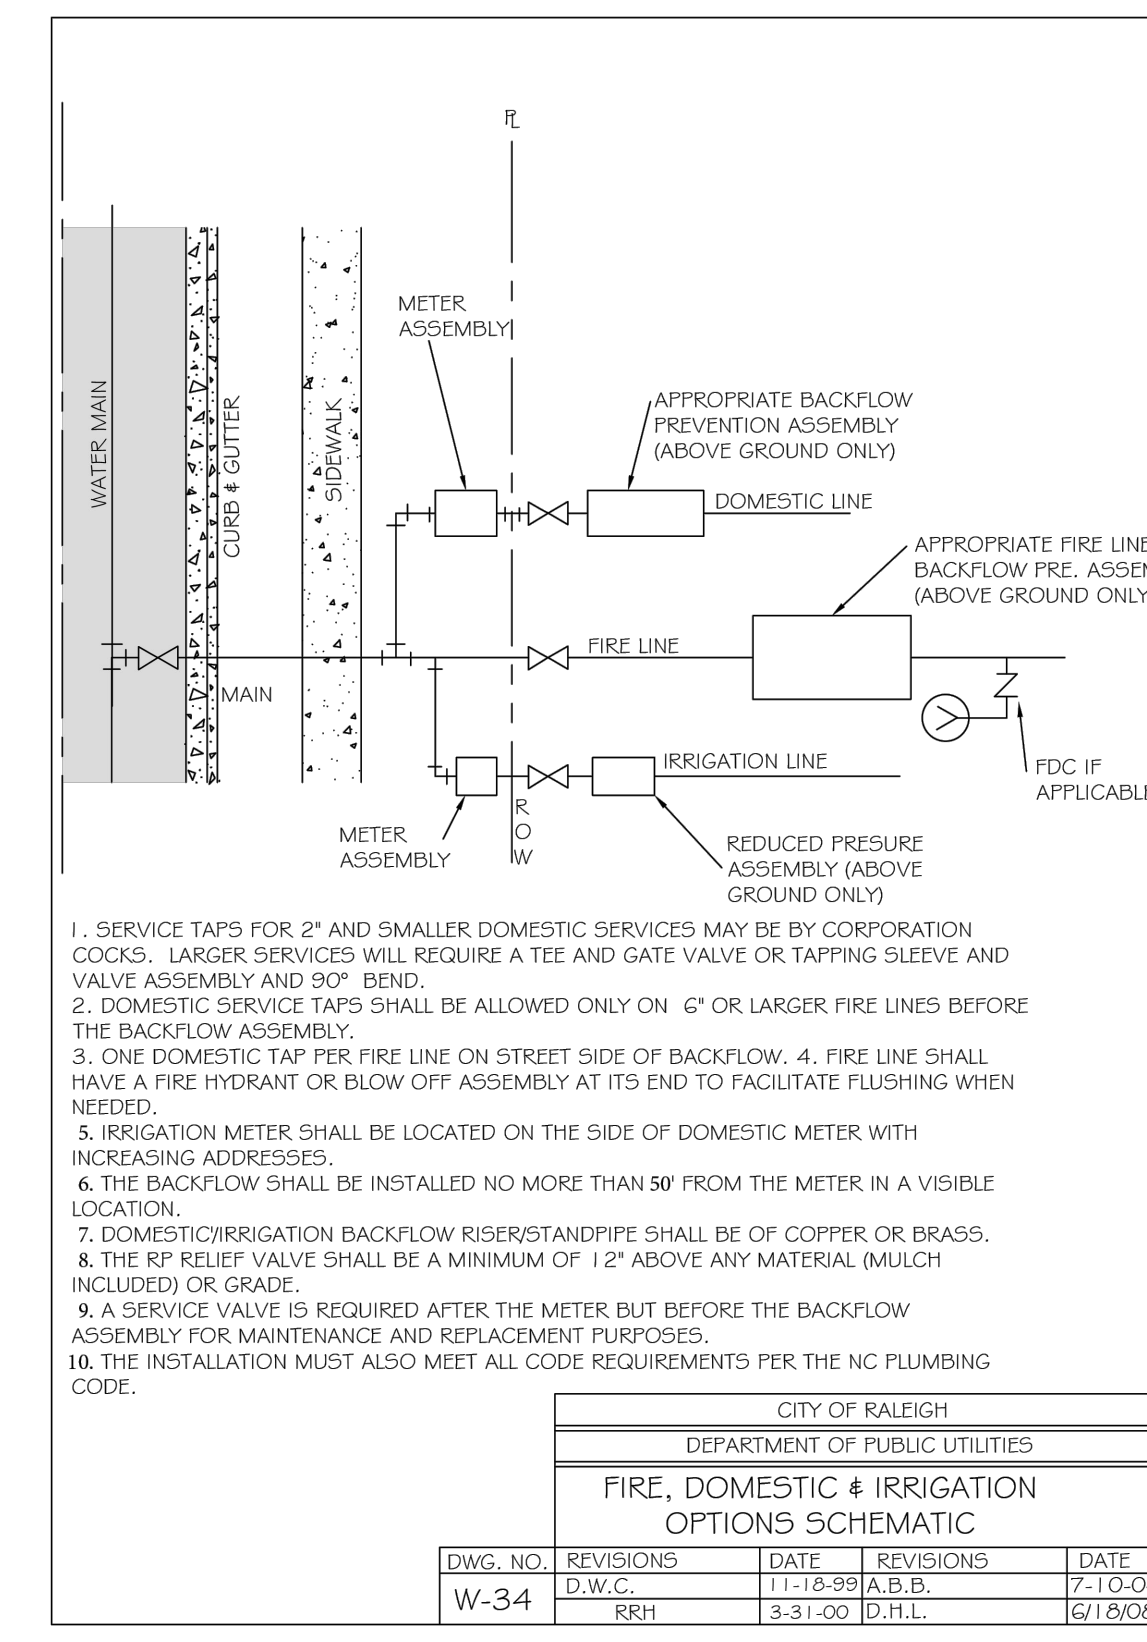 PL
METER
ASSEMBLY
APPROPRIATE BACKFLOW
PREVENTION ASSEMBLY
(ABOVE GROUND ONLY)
WATER MAIN
CURB & GUTTER
SIDEWALK
DOMESTIC LINE
APPROPRIATE FIRE LINE
BACKFLOW PRE.
(ABOVE GROUND ONLY
FIRE LINE
MAIN
IRRIGATION LINE
FDC IF
APPLICABLE
METER
ASSEMBLY
ROW
REDUCED PRESURE
ASSEMBLY (ABOVE
GROUND ONLY)
1. SERVICE TAPS FOR 2" AND SMALLER DOMESTIC SERVICES MAY BE BY CORPORATION
COCKS. LARGER SERVICES WILL REQUIRE A TEE AND GATE VALVE OR TAPPING SLEEVE AND
VALVE ASSEMBLY AND 90° BEND.
2. DOMESTIC SERVICE TAPS SHALL BE ALLOWED ONLY ON 6" OR LARGER FIRE LINES BEFORE
THE BACKFLOW ASSEMBLY.
3. ONE DOMESTIC TAP PER FIRE LINE ON STREET SIDE OF BACKFLOW. 4. FIRE LINE SHALL
HAVE A FIRE HYDRANT OR BLOW OFF ASSEMBLY AT ITS END TO FACILITATE FLUSHING WHEN
NEEDED.
5. IRRIGATION METER SHALL BE LOCATED ON THE SIDE OF DOMESTIC METER WITH
INCREASING ADDRESSES.
6. THE BACKFLOW SHALL BE INSTALLED NO MORE THAN 50' FROM THE METER IN A VISIBLE
LOCATION.
7. DOMESTIC'/IRRIGATION BACKFLOW RISER/STANDPIPE SHALL BE OF COPPER OR BRASS.
8. THE RP RELIEF VALVE SHALL BE A MINIMUM OF 12" ABOVE ANY MATERIAL (MULCH
INCLUDED) OR GRADE.
9. A SERVICE VALVE IS REQUIRED AFTER THE METER BUT BEFORE THE BACKFLOW
ASSEMBLY FOR MAINTENANCE AND REPLACEMENT PURPOSES.
10. THE INSTALLATION MUST ALSO MEET ALL CODE REQUIREMENTS PER THE NC PLUMBING
CODE.
CITY OF RALEIGH
DEPARTMENT OF PUBLIC UTILITIES
FIRE, DOMESTIC & IRRIGATION
OPTIONS SCHEMATIC
DWG. NO. REVISIONS DATE REVISIONS DATE
W-34
D.W.C. 11-18-99 A.B.B.
RRH 3-31-00 D.H.L.